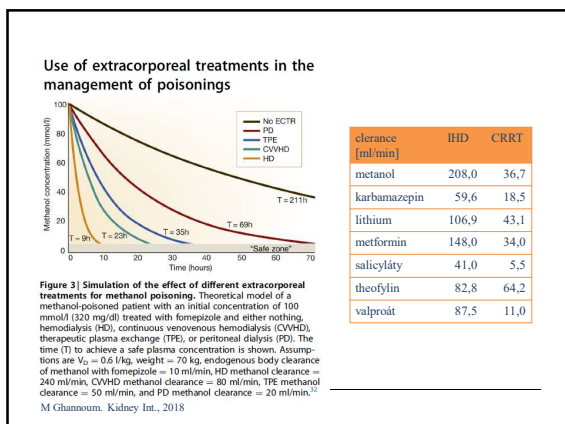 Use of extracorporeal treatments in the
management of poisonings
Methanol concentration (mmol/l)
100
80
60
40
20
0
No ECTR
PD
TPE
CVVHD
HD
T = 211h
T = 69h
T = 35h
T = 23h
T = 9h
"Safe zone"
0 10 20 30 40 50 60 70
Time (hours)
Figure 3 | Simulation of the effect of different extracorporeal
treatments for methanol poisoning. Theoretical model of a
methanol-poisoned patient with an initial concentration of 100
mmol/l (320 mg/dl) treated with fomepizole and either nothing,
hemodialysis (HD), continuous venovenous hemodialysis (CVVHD),
therapeutic plasma exchange (TPE), or peritoneal dialysis (PD). The
time (T) to achieve a safe plasma concentration is shown. Assump-
tions are VD = 0.6 l/kg, weight = 70 kg, endogenous body clearance
of methanol with fomepizole = 10 ml/min, HD methanol clearance =
240 ml/min, CVVHD methanol clearance = 80 ml/min, TPE methanol
clearance = 50 ml/min, and PD methanol clearance = 20 ml/min.32
M Ghannoum. Kidney Int., 2018
clerance IHD CRRT
[ml/min]
metanol 208,0 36,7
karbamazepin 59,6 18,5
lithium 106,9 43,1
metformin 148,0 34,0
salicyláty 41,0 5,5
theofylin 82,8 64,2
valproát 87,5 11,0